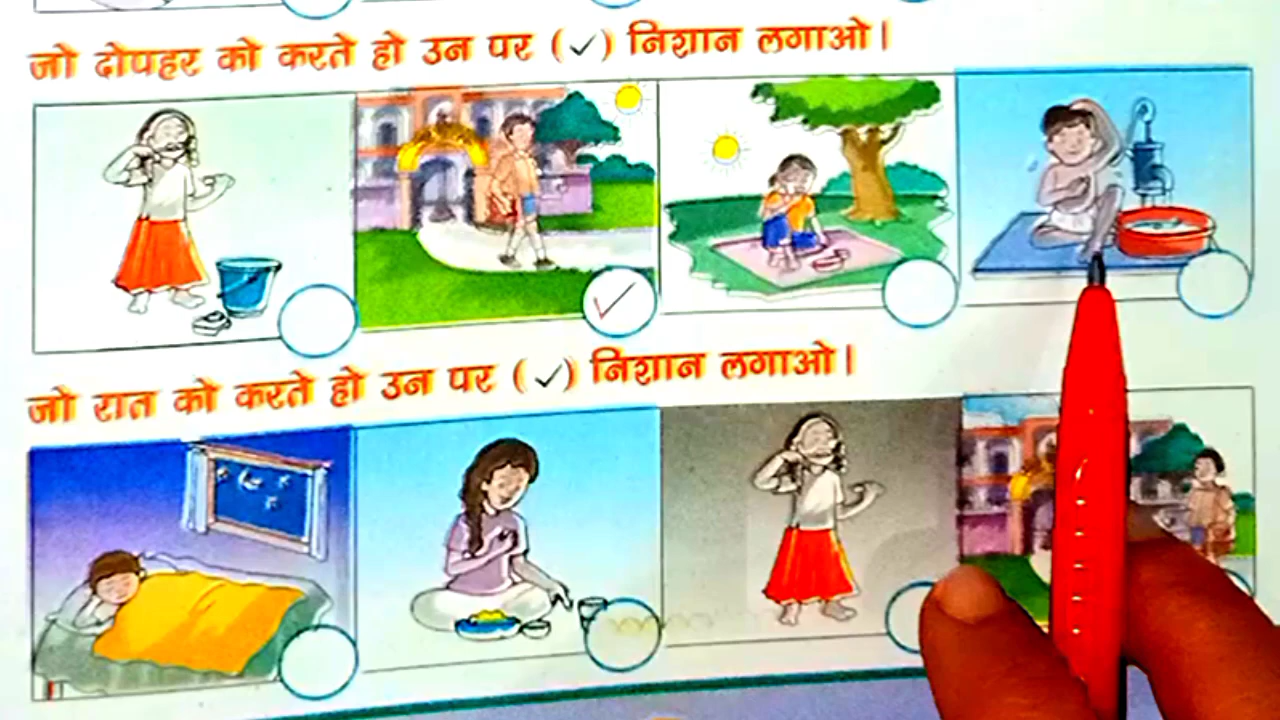 जो दोपहर को करते हो उन पर (✓) निशान लगाओ।
जो रात को करते हो उन पर (✓) निशान लगाओ।